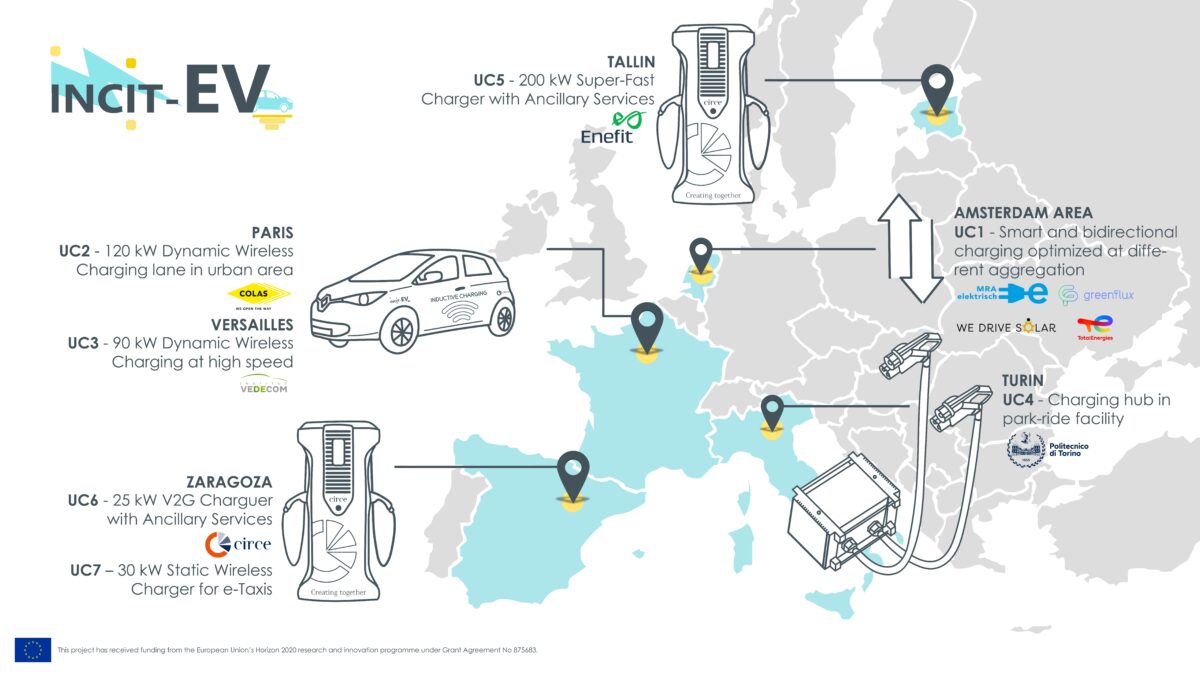 INCIT-EV
TALLIN
UC5 - 200 kW Super-Fast
Charger with Ancillary Services
Enefit
circe
Creating together
PARIS
UC2 - 120 kW Dynamic Wireless
Charging lane in urban area
COLAS
WE OPEN THE WAY
VERSAILLES
UC3 - 90 kW Dynamic Wireless
Charging at high speed
INSTITUT
VEDECOM
INDUCTIVE CHARGING
AMSTERDAM AREA
UC1 - Smart and bidirectional
charging optimized at diffe-
rent aggregation
MRA
elektrisch
greenflux
WE DRIVE SOLAR
TotalEnergies
TURIN
UC4 - Charging hub in
park-ride facility
Politecnico
di Torino
ZARAGOZA
UC6 - 25 kW V2G Charguer
with Ancillary Services
circe
UC7 – 30 kW Static Wireless
Charger for e-Taxis
circe
Creating together
This project has received funding from the European Union's Horizon 2020 research and innovation programme under Grant Agreement No 875683.